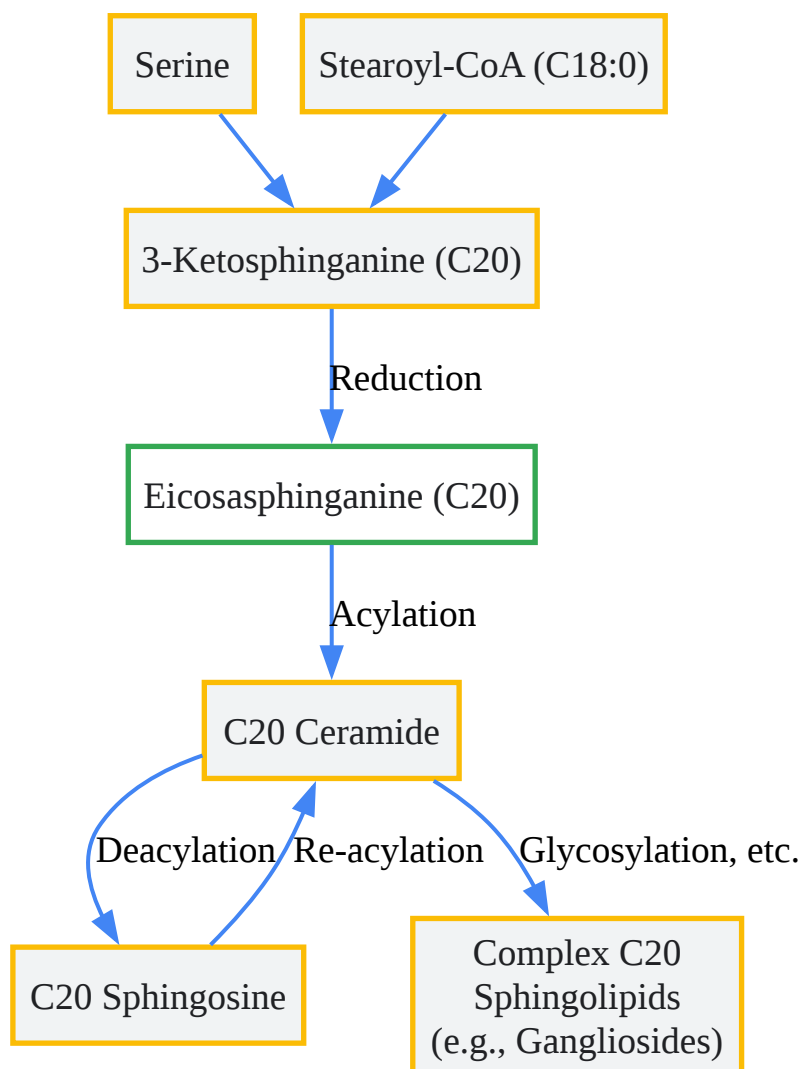 Serine
Stearoyl-CoA (C18:0)
3-Ketosphinganine (C20)
Reduction
Eicosasphinganine (C20)
Acylation
C20 Ceramide
Deacylation
Re-acylation
Glycosylation, etc.
C20 Sphingosine
Complex C20
Sphingolipids
(e.g., Gangliosides)